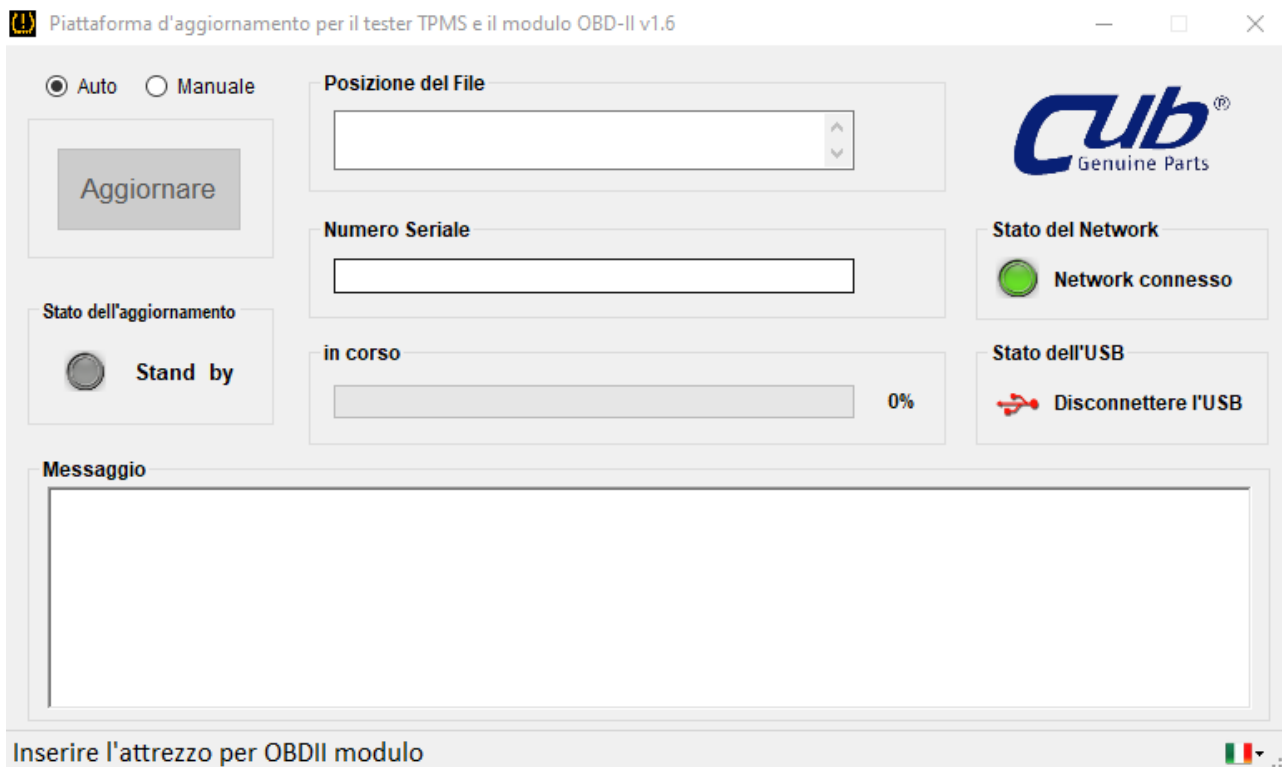 Piattaforma d'aggiornamento per il tester TPMS e il modulo OBD-II v1.6
Auto Manuale
Posizione del File
cub®
Genuine Parts
Aggiornare
Numero Seriale
Stato del Network
Network connesso
Stato dell'aggiornamento
Stand by
in corso
0%
Stato dell'USB
Disconnettere l'USB
Messaggio
Inserire l'attrezzo per OBDII modulo